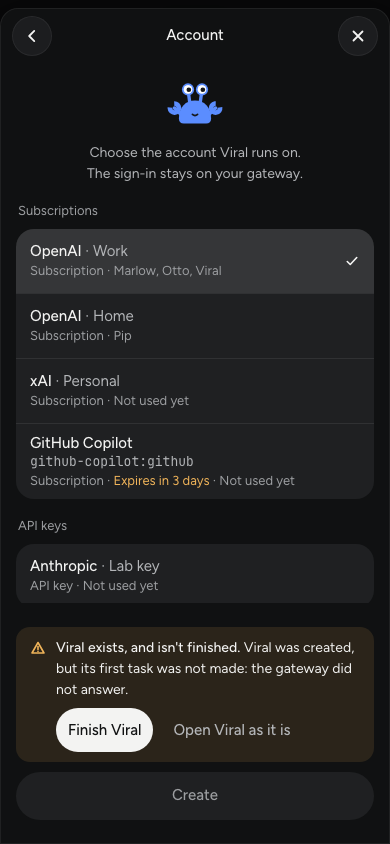 Account
Choose the account Viral runs on.
The sign-in stays on your gateway.
Subscriptions
OpenAI · Work
Subscription · Marlow, Otto, Viral
OpenAI · Home
Subscription · Pip
xAI · Personal
Subscription · Not used yet
GitHub Copilot
github-copilot:github
Subscription · Expires in 3 days · Not used yet
API keys
Anthropic · Lab key
API key · Not used yet
Viral exists, and isn't finished. Viral was created,
but its first task was not made: the gateway did
not answer.
Finish Viral
Open Viral as it is
Create